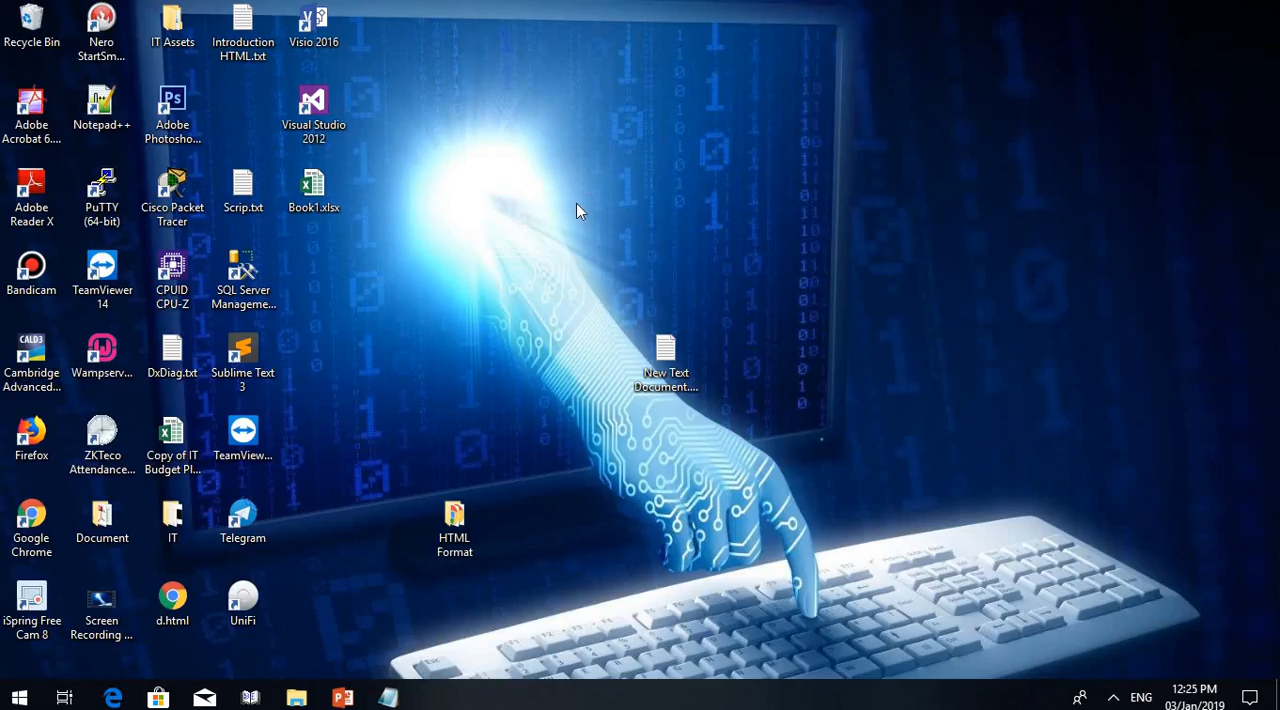 Recycle Bin
Nero
StartSm...
IT Assets
Introduction
HTML.txt
Visio 2016
Adobe
Acrobat 6....
Notepad++
Ps
Adobe
Photosho...
Visual Studio
2012
Adobe
Reader X
PuTTY
(64-bit)
Cisco Packet
Tracer
Scrip.txt
Book1.xlsx
Bandicam
TeamViewer
14
CPUID
CPU-Z
SQL Server
Manageme...
CALD3
Cambridge
Advanced...
Wampserv...
DxDiag.txt
Sublime Text
3
New Text
Document....
Firefox
ZKTeco
Attendance...
Copy of IT
Budget Pl...
TeamView...
Google
Chrome
Document
IT
Telegram
HTML
Format
iSpring Free
Cam 8
Screen
Recording ...
d.html
UniFi
ENG
12:25 PM
03/Jan/2019